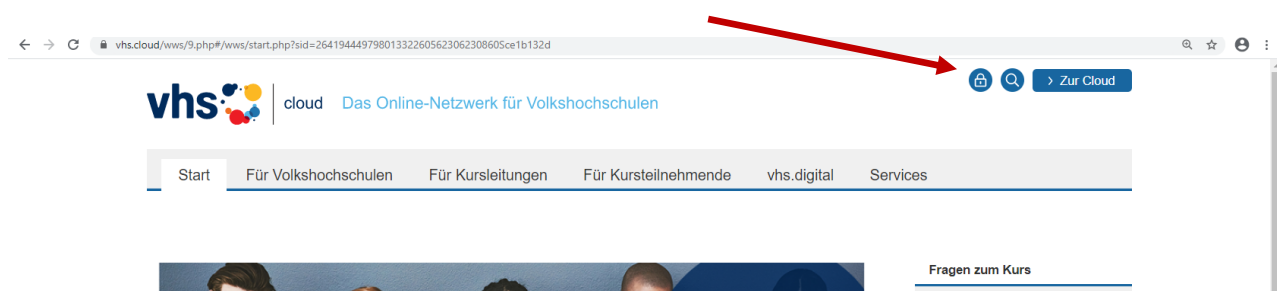 vhs.cloud/wws/9.php#/wws/start.php?sid=26419444979801332260562306230860Sce1b132d
Zur Cloud
vhs cloud Das Online-Netzwerk für Volkshochschulen
Start Für Volkshochschulen Für Kursleitungen Für Kursteilnehmende vhs.digital Services
Fragen zum Kurs